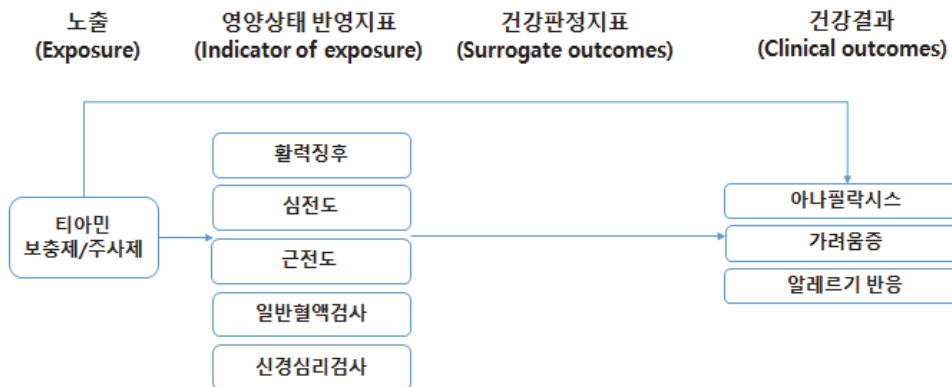 노출
(Exposure)
영양상태 반영지표
(Indicator of exposure)
건강판정지표
(Surrogate outcomes)
건강결과
(Clinical outcomes)
티아민
보충제/주사제
활력징후
심전도
근전도
일반혈액검사
신경심리검사
아나필락시스
가려움증
알레르기 반응